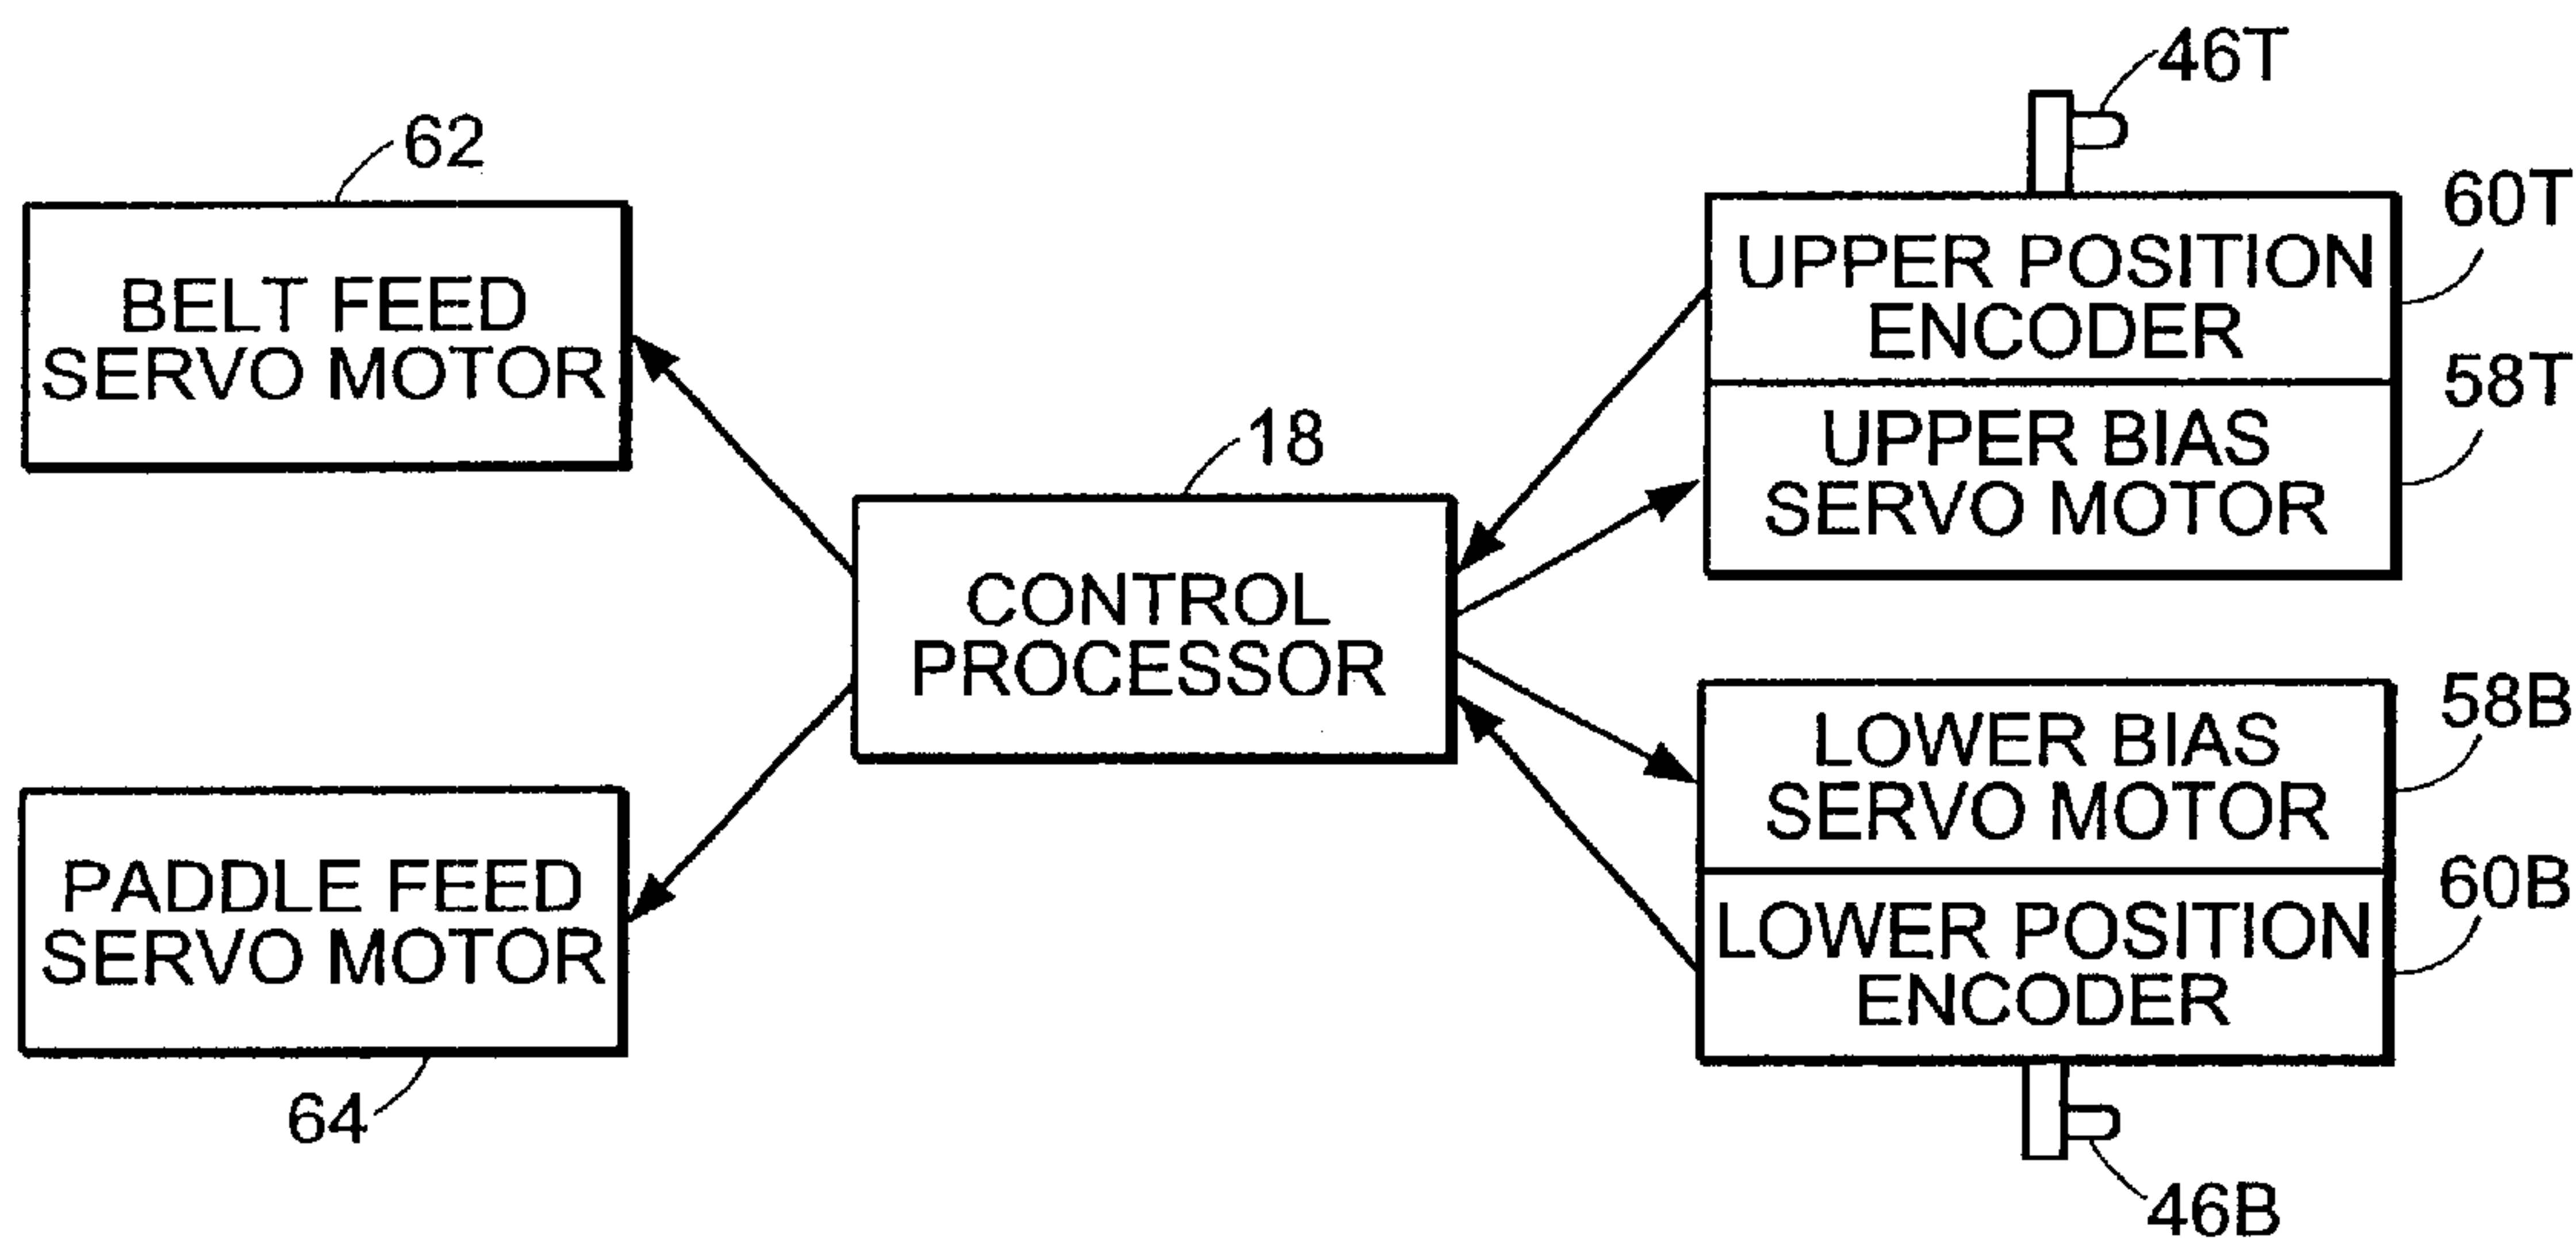 46T
62
60T
UPPER POSITION
ENCODER
BELT FEED
SERVO MOTOR
58T
UPPER BIAS
SERVO MOTOR
18
CONTROL
PROCESSOR
58B
LOWER BIAS
SERVO MOTOR
PADDLE FEED
SERVO MOTOR
60B
LOWER POSITION
ENCODER
64
46B